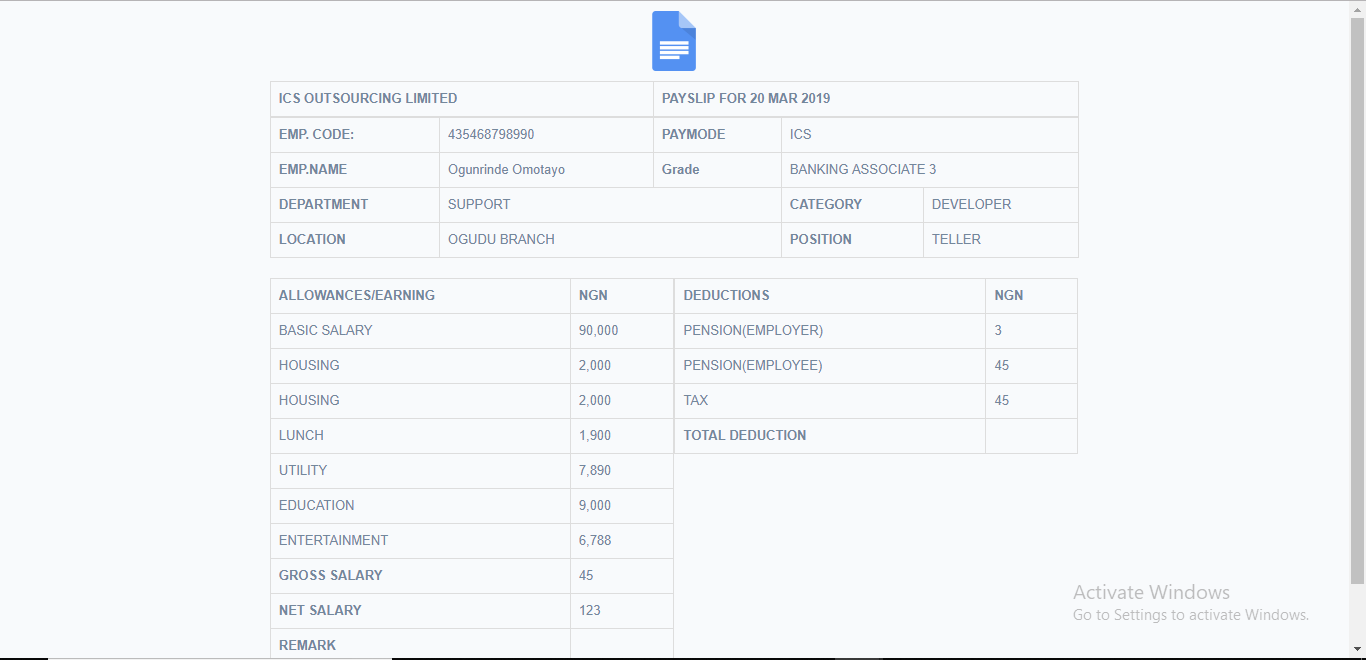 ICS OUTSOURCING LIMITED PAYSLIP FOR 20 MAR 2019
EMP. CODE: 435468798990 PAYMODE ICS
EMP.NAME Ogunrinde Omotayo Grade BANKING ASSOCIATE 3
DEPARTMENT SUPPORT CATEGORY DEVELOPER
LOCATION OGUDU BRANCH POSITION TELLER
ALLOWANCES/EARNING NGN DEDUCTIONS NGN
BASIC SALARY 90,000 PENSION(EMPLOYER) 3
HOUSING 2,000 PENSION(EMPLOYEE) 45
HOUSING 2,000 TAX 45
LUNCH 1,900 TOTAL DEDUCTION
UTILITY 7,890
EDUCATION 9,000
ENTERTAINMENT 6,788
GROSS SALARY 45
Activate Windows
NET SALARY 123
Go to Settings to activate Windows.
REMARK